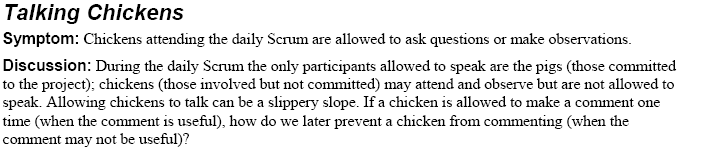 Talking Chickens
Symptom: Chickens attending the daily Scrum are allowed to ask questions or make observations.
Discussion: During the daily Scrum the only participants allowed to speak are the pigs (those committed
to the project); chickens (those involved but not committed) may attend and observe but are not allowed to
speak. Allowing chickens to talk can be a slippery slope. If a chicken is allowed to make a comment one
time (when the comment is useful), how do we later prevent a chicken from commenting (when the
comment may not be useful)?